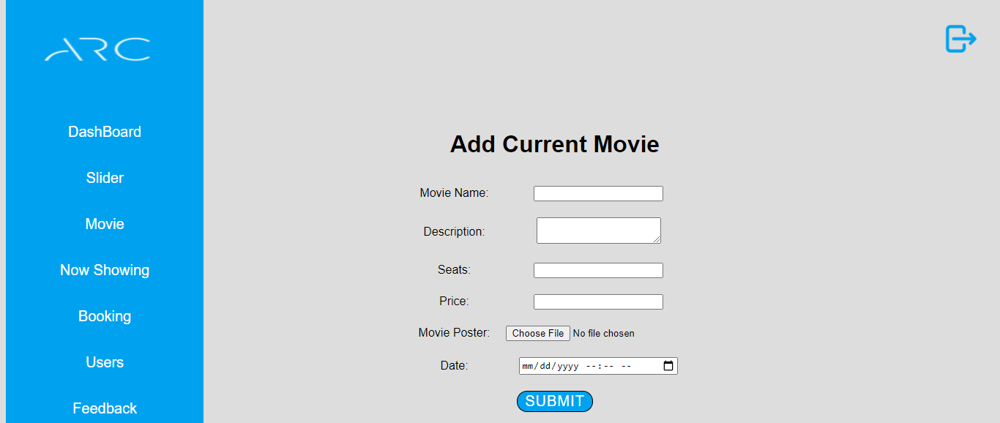 ARC
DashBoard
Slider
Movie
Now Showing
Booking
Users
Feedback
Add Current Movie
Movie Name:
Description:
Seats:
Price:
Movie Poster: Choose File No file chosen
Date: mm/dd/yyyy --:-- --
SUBMIT